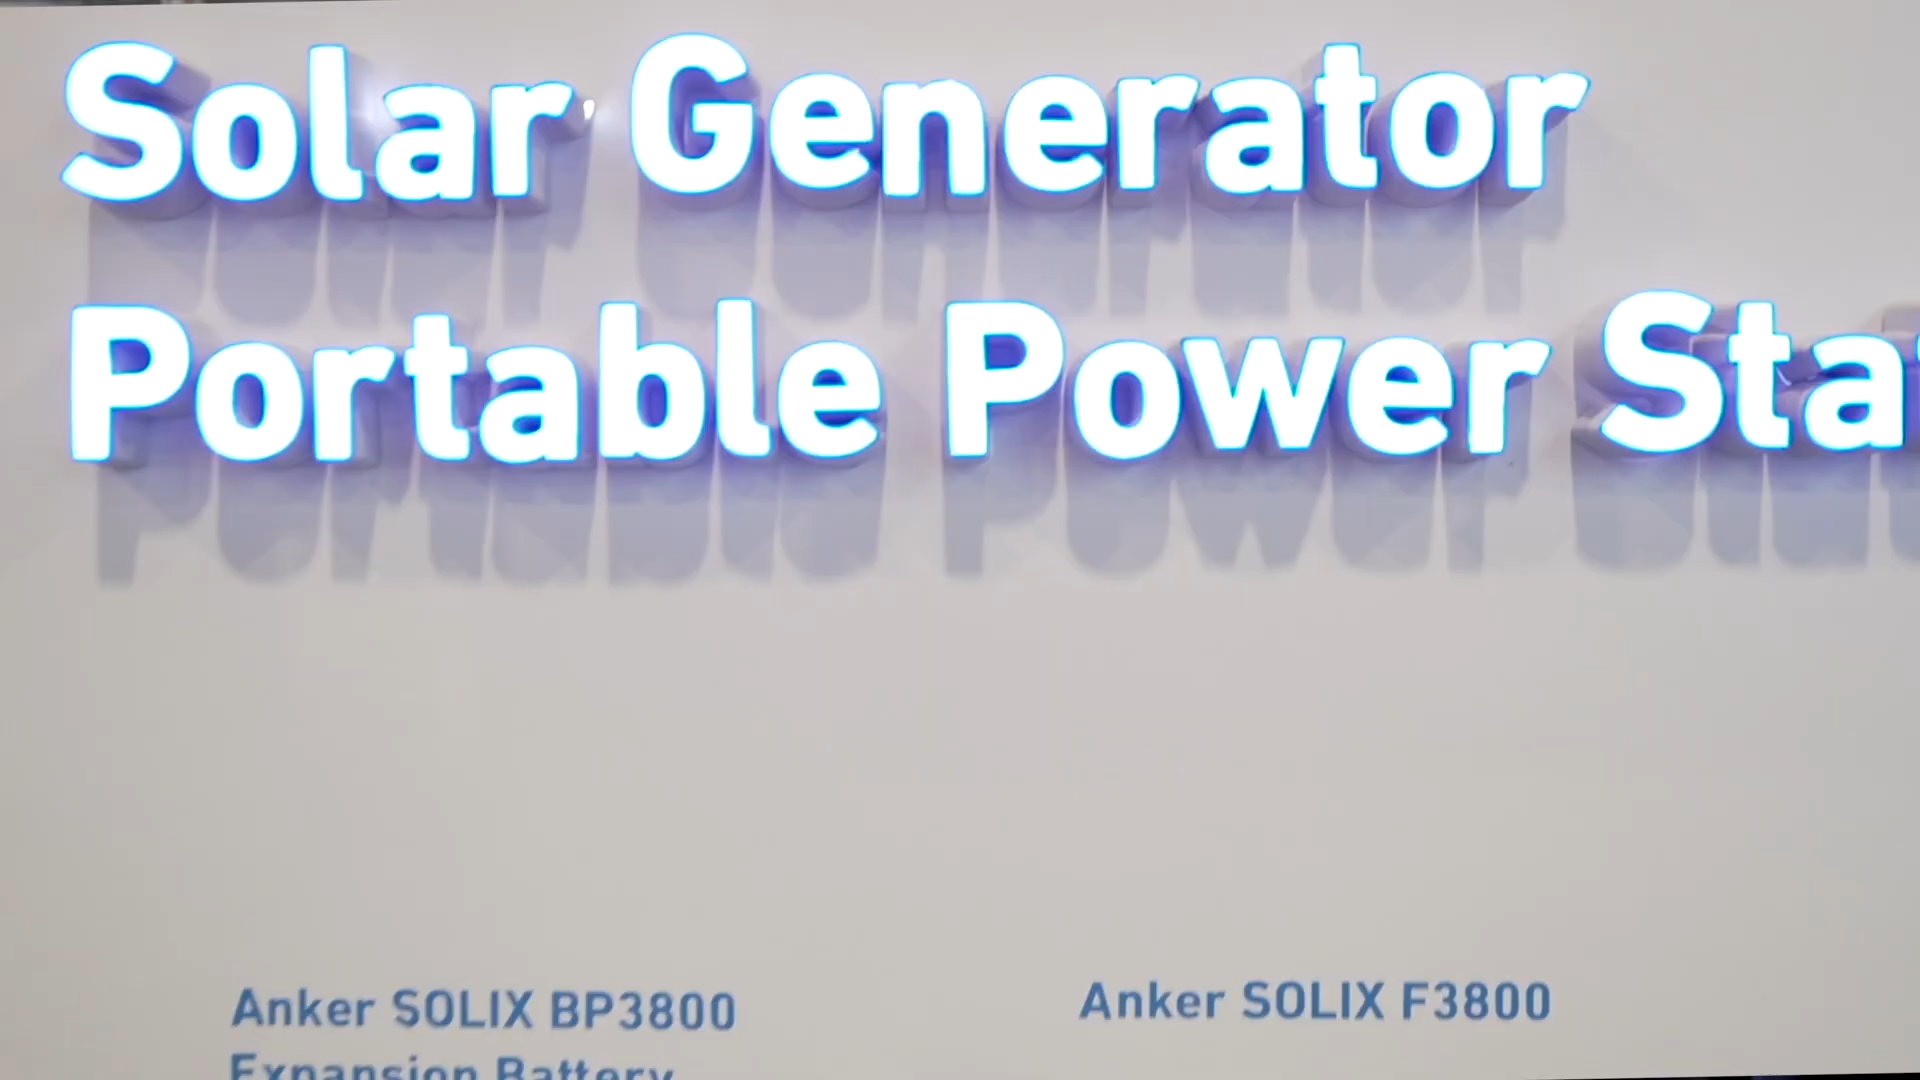 Solar Generator
Portable Power Sta
Anker SOLIX BP3800
Expansion Battery
Anker SOLIX F3800